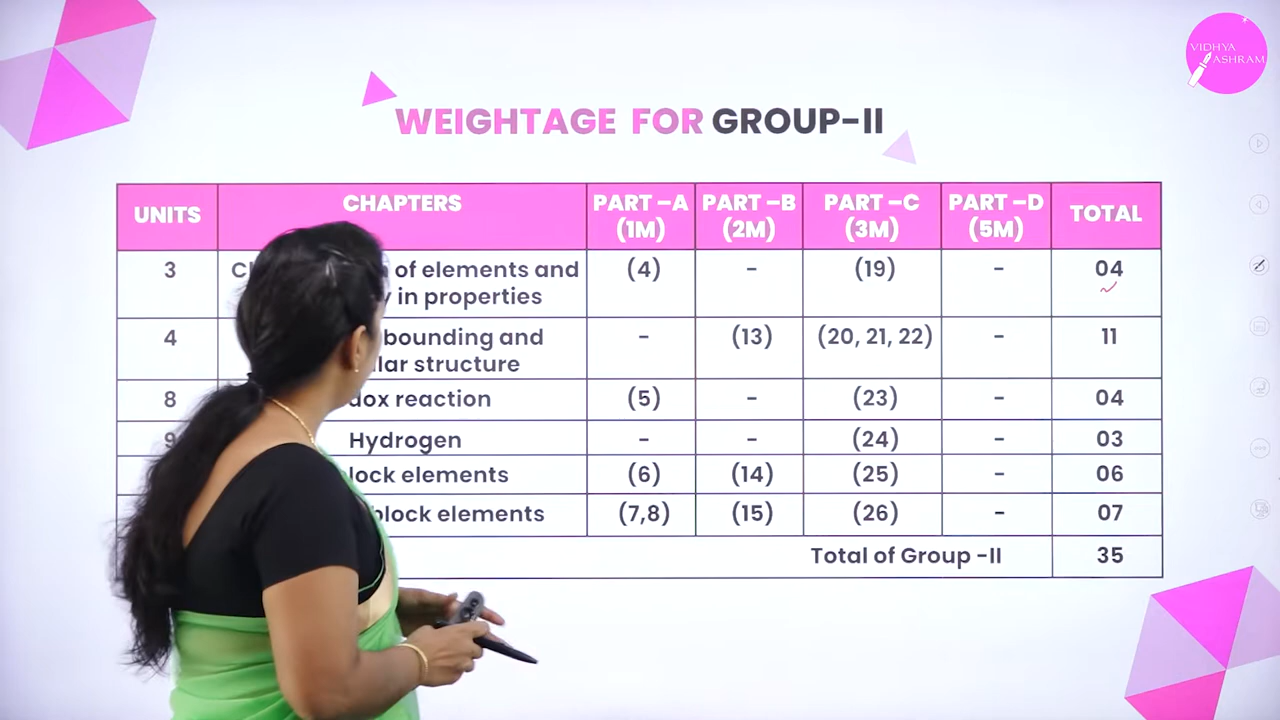 VIDHYA
ASHRAM
WEIGHTAGE FOR GROUP-II
UNITS CHAPTERS PART –A (1M) PART –B (2M) PART –C (3M) PART –D (5M) TOTAL
3 of elements and in properties (4) - (19) - 04
4 bounding and structure - (13) (20, 21, 22) - 11
8 reaction (5) - (23) - 04
9 Hydrogen - - (24) - 03
elements (6) (14) (25) - 06
block elements (7,8) (15) (26) - 07
Total of Group -II 35